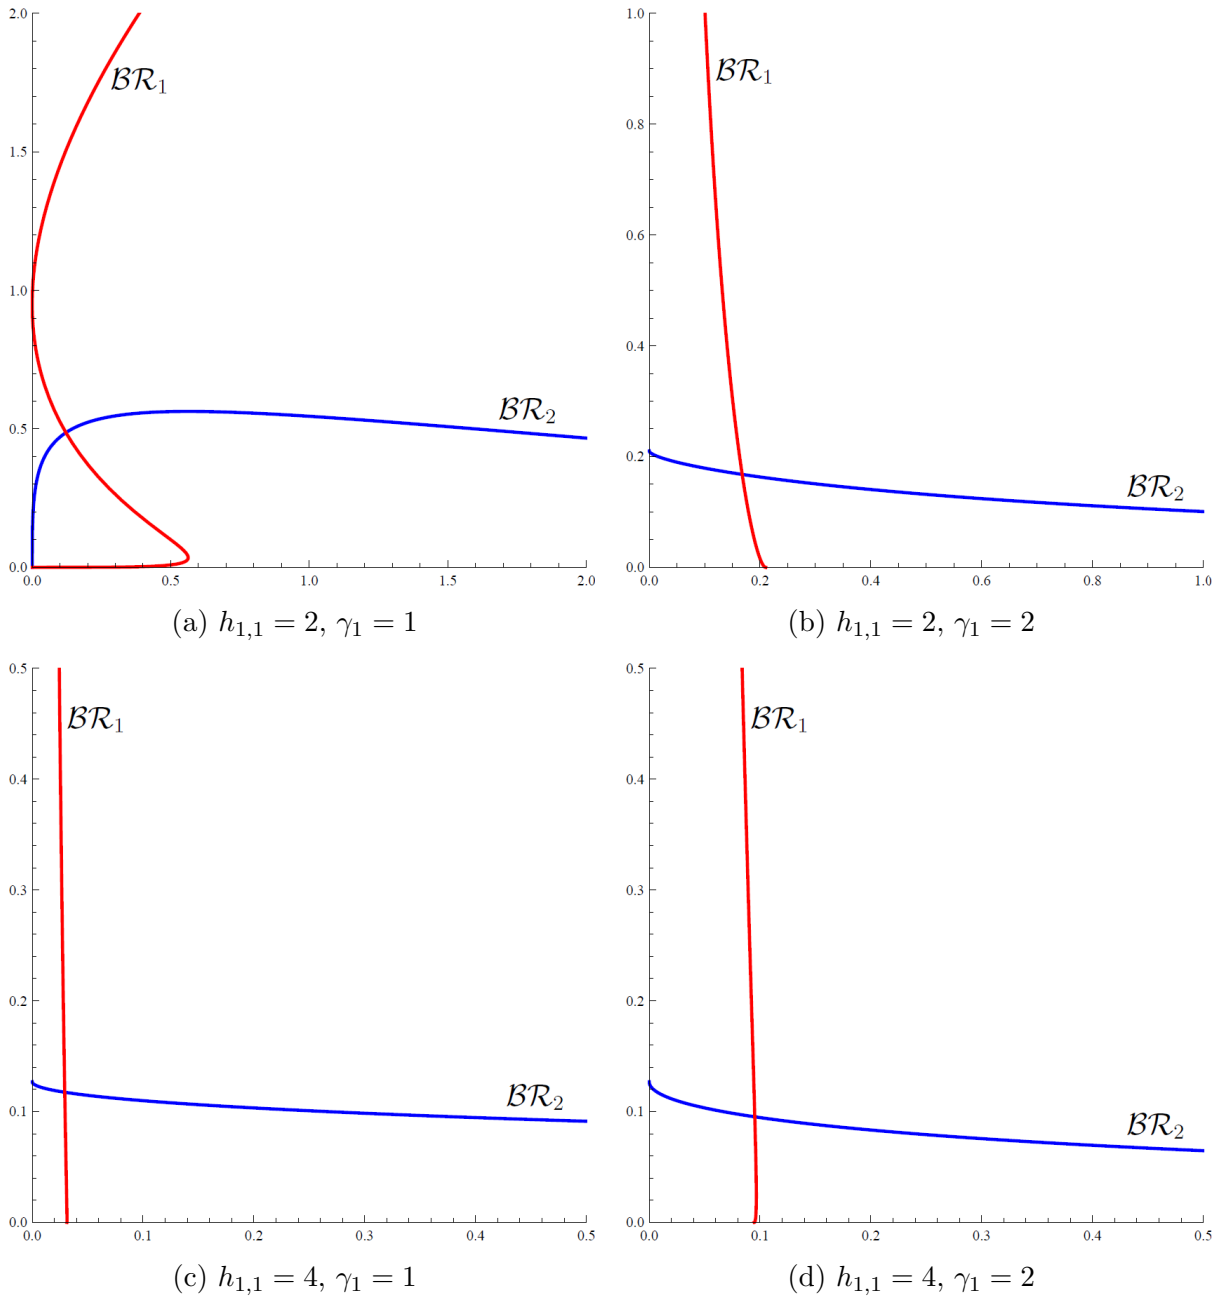 2.0
1.5
1.0
0.5
0.0
0.0 0.5 1.0 1.5 2.0
BR₁
BR₂
(a) h₁,₁ = 2, γ₁ = 1
1.0
0.8
0.6
0.4
0.2
0.0
0.0 0.2 0.4 0.6 0.8 1.0
BR₁
BR₂
(b) h₁,₁ = 2, γ₁ = 2
0.5
0.4
0.3
0.2
0.1
0.0
0.0 0.1 0.2 0.3 0.4 0.5
BR₁
BR₂
(c) h₁,₁ = 4, γ₁ = 1
0.5
0.4
0.3
0.2
0.1
0.0
0.0 0.1 0.2 0.3 0.4 0.5
BR₁
BR₂
(d) h₁,₁ = 4, γ₁ = 2